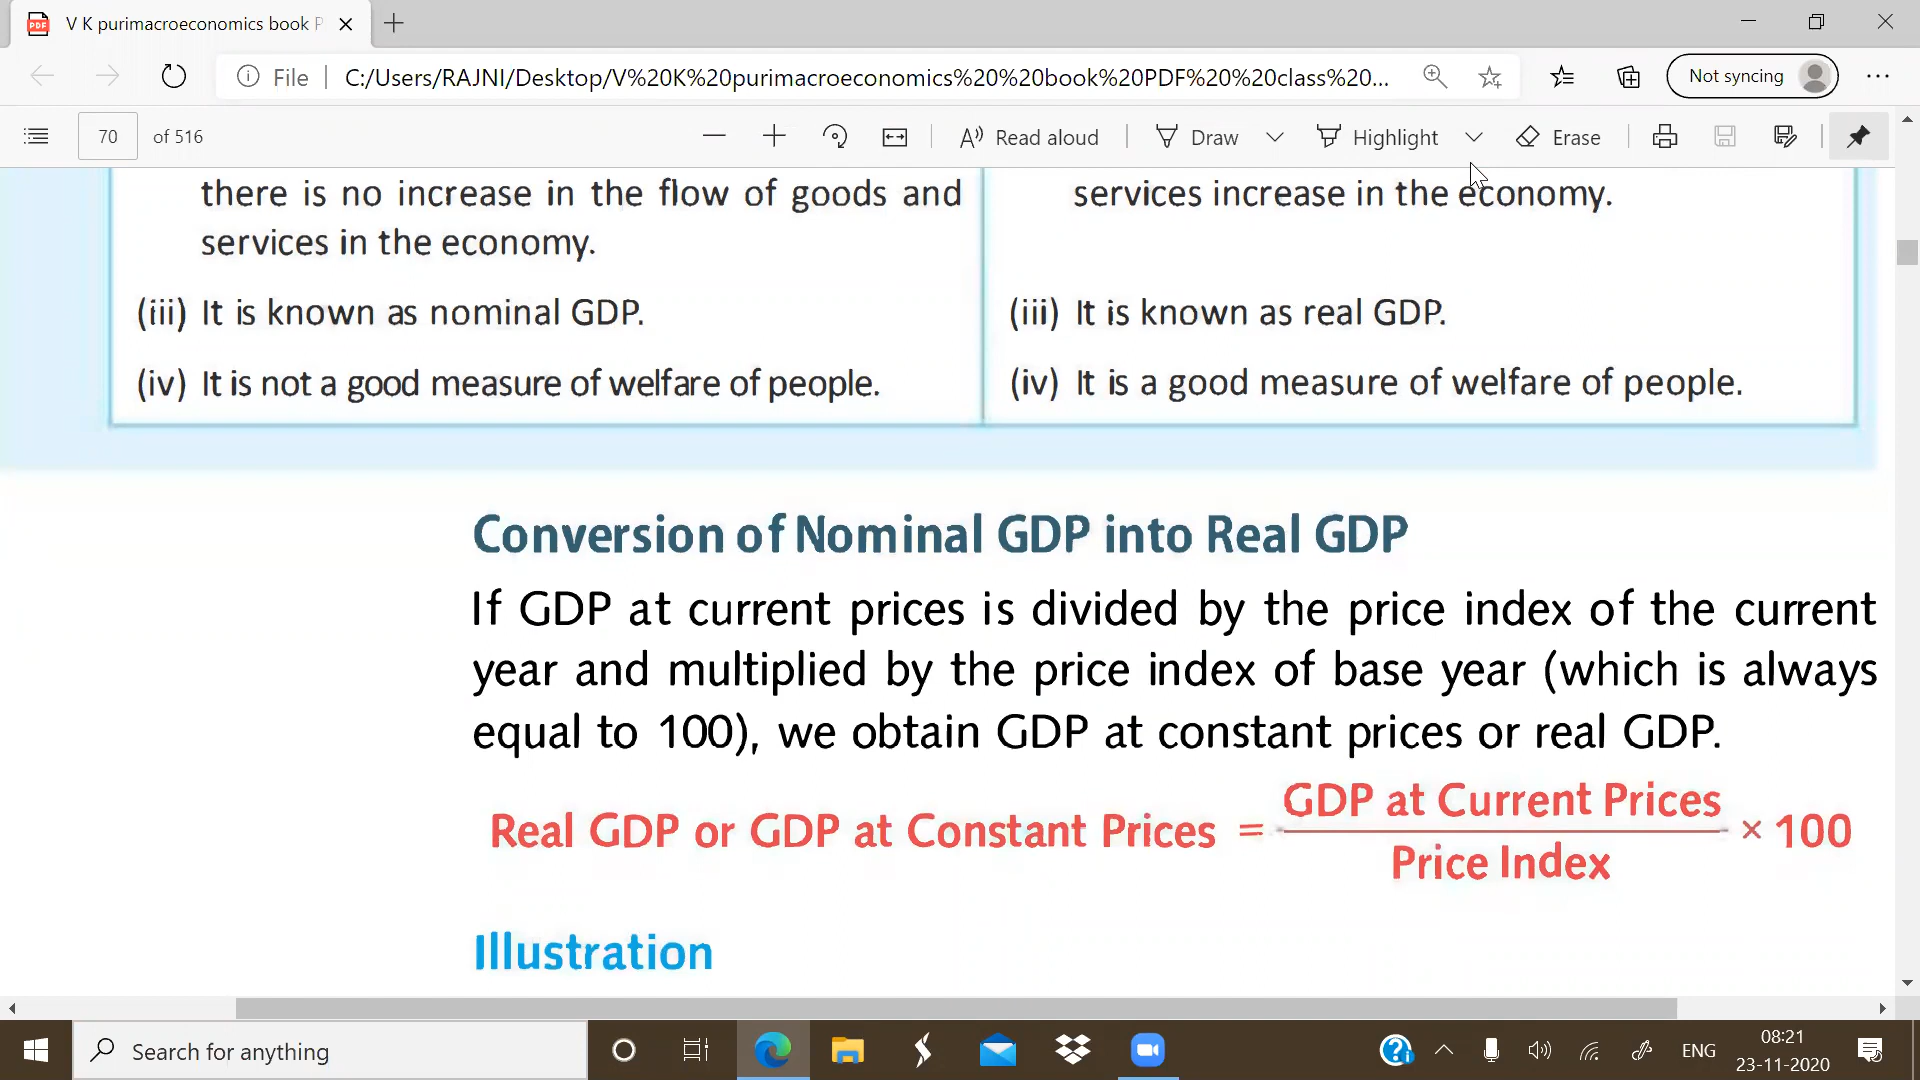 V K purimacroeconomics book P
File
C:/Users/RAJNI/Desktop/V%20K%20purimacroeconomics%20%20book%20PDF%20%20class%20...
Not syncing
70 of 516
Read aloud
Draw
Highlight
Erase
there is no increase in the flow of goods and
services in the economy.
(iii) It is known as nominal GDP.
(iv) It is not a good measure of welfare of people.
services increase in the economy.
(iii) It is known as real GDP.
(iv) It is a good measure of welfare of people.
Conversion of Nominal GDP into Real GDP
If GDP at current prices is divided by the price index of the current
year and multiplied by the price index of base year (which is always
equal to 100), we obtain GDP at constant prices or real GDP.
Real GDP or GDP at Constant Prices = GDP at Current Prices / Price Index × 100
Illustration
Search for anything
ENG
08:21
23-11-2020